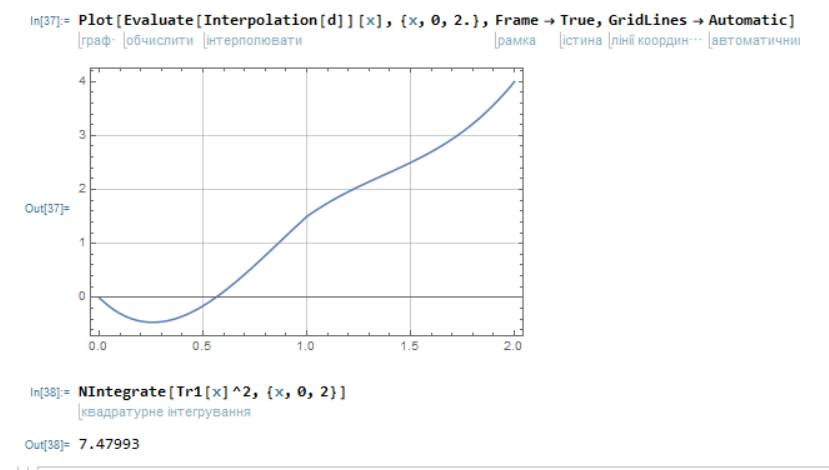 In[37]:= Plot[Evaluate[Interpolation[d]][x], {x, 0, 2.}, Frame → True, GridLines → Automatic]
граф··· обчислити інтерполювати рамка істина лінії координ··· автоматични
4
3
2
Out[37]=
1
0
0.0 0.5 1.0 1.5 2.0
In[38]:= NIntegrate[Tr1[x]^2, {x, 0, 2}]
квадратурне інтегрування
Out[38]= 7.47993